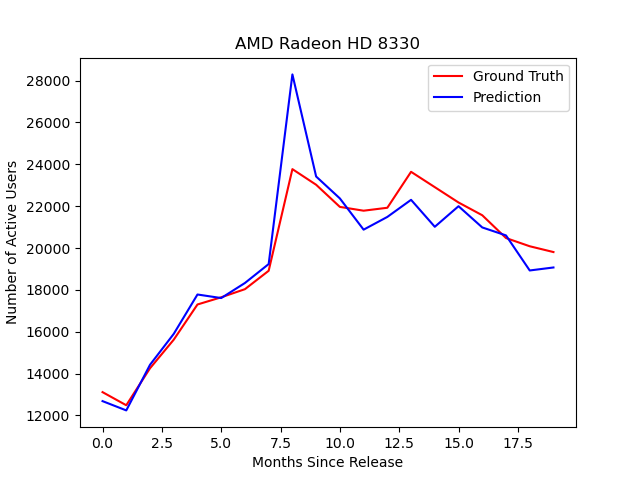 AMD Radeon HD 8330
Ground Truth
Prediction
28000
26000
24000
22000
20000
18000
16000
14000
12000
Number of Active Users
0.0 2.5 5.0 7.5 10.0 12.5 15.0 17.5
Months Since Release